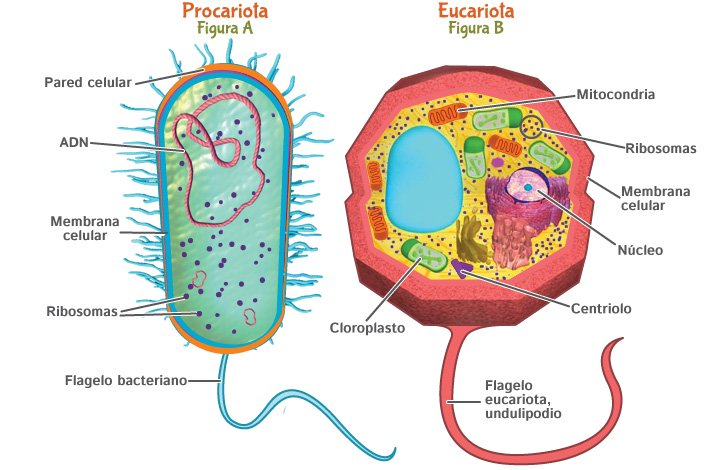 Procariota
Figura A
Eucariota
Figura B
Pared celular
ADN
Membrana
celular
Ribosomas
Flagelo bacteriano
Mitocondria
Ribosomas
Membrana
celular
Núcleo
Centriolo
Cloroplasto
Flagelo
eucariota,
undulipodio